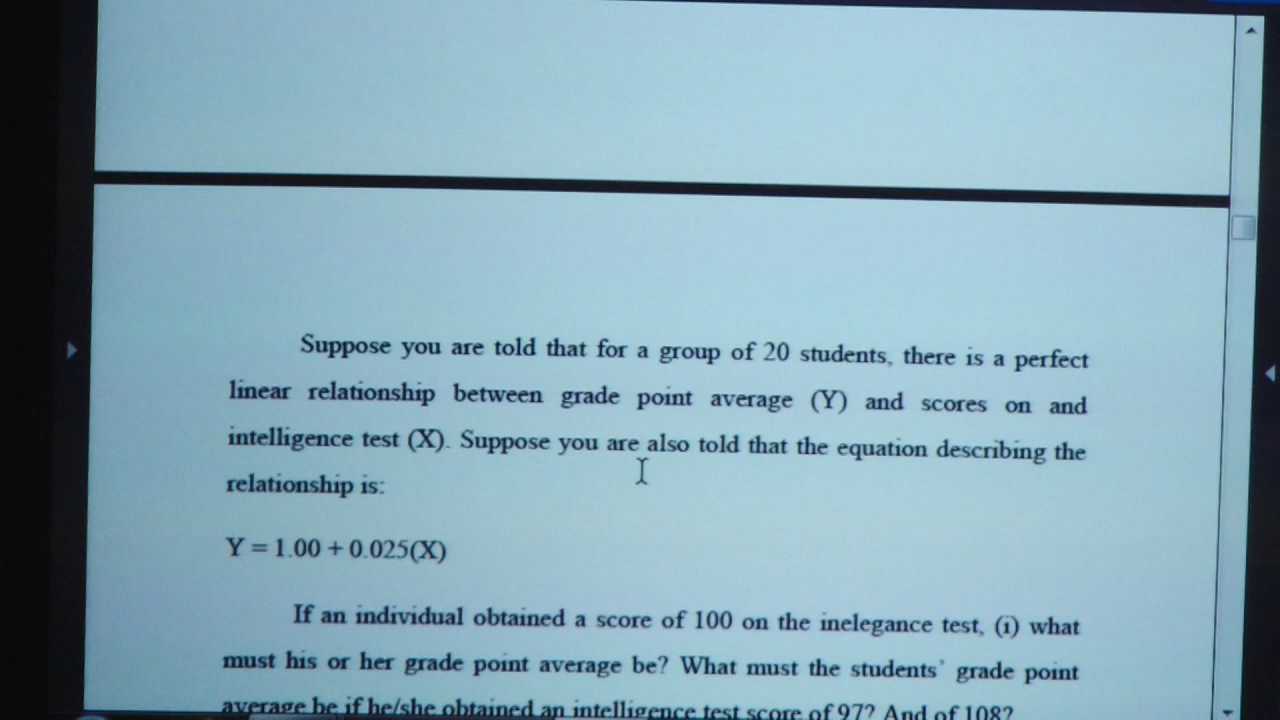 Suppose you are told that for a group of 20 students, there is a perfect
linear relationship between grade point average (Y) and scores on and
intelligence test (X). Suppose you are also told that the equation describing the
relationship is:
Y = 1.00 + 0.025(X)
If an individual obtained a score of 100 on the inelegance test, (i) what
must his or her grade point average be? What must the students' grade point
average be if he/she obtained an intelligence test score of 97? And of 108?